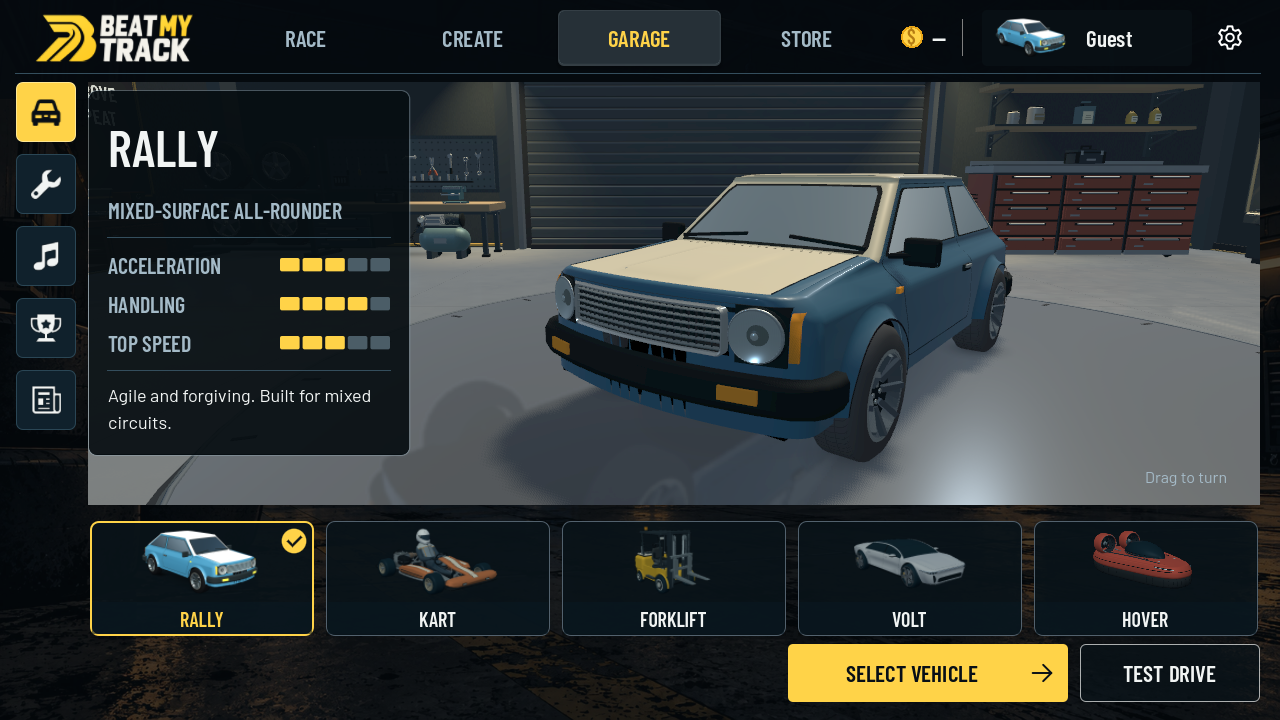 BEAT MY
TRACK
RACE
CREATE
GARAGE
STORE
–
Guest
RALLY
MIXED-SURFACE ALL-ROUNDER
ACCELERATION
HANDLING
TOP SPEED
Agile and forgiving. Built for mixed
circuits.
Drag to turn
RALLY
KART
FORKLIFT
VOLT
HOVER
SELECT VEHICLE
TEST DRIVE